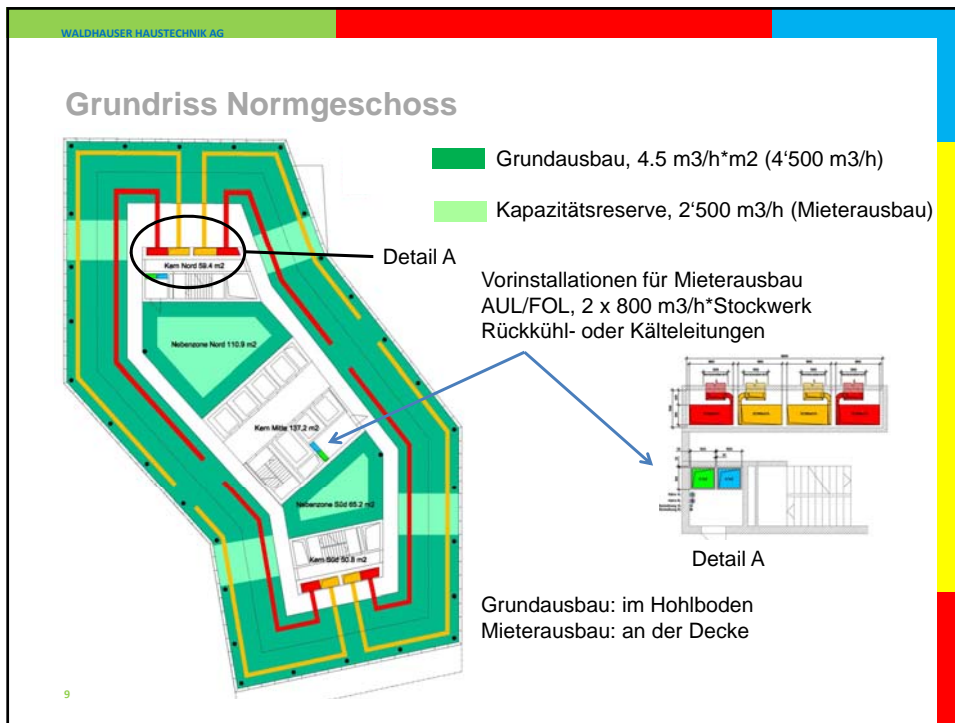 WALDHAUSER HAUSTECHNIK AG
Grundriss Normgeschoss
Grundausbau, 4.5 m3/h*m2 (4‘500 m3/h)
Kapazitätsreserve, 2‘500 m3/h (Mieterausbau)
Detail A
Kern Nord 59.4 m2
Vorinstallationen für Mieterausbau
AUL/FOL, 2 x 800 m3/h*Stockwerk
Rückkühl- oder Kälteleitungen
Nebenzone Nord 110.9 m2
Kern Mitte 137.2 m2
Nebenzone Süd 65.2 m2
Kern Süd 50.8 m2
Detail A
Grundausbau: im Hohlboden
Mieterausbau: an der Decke
9